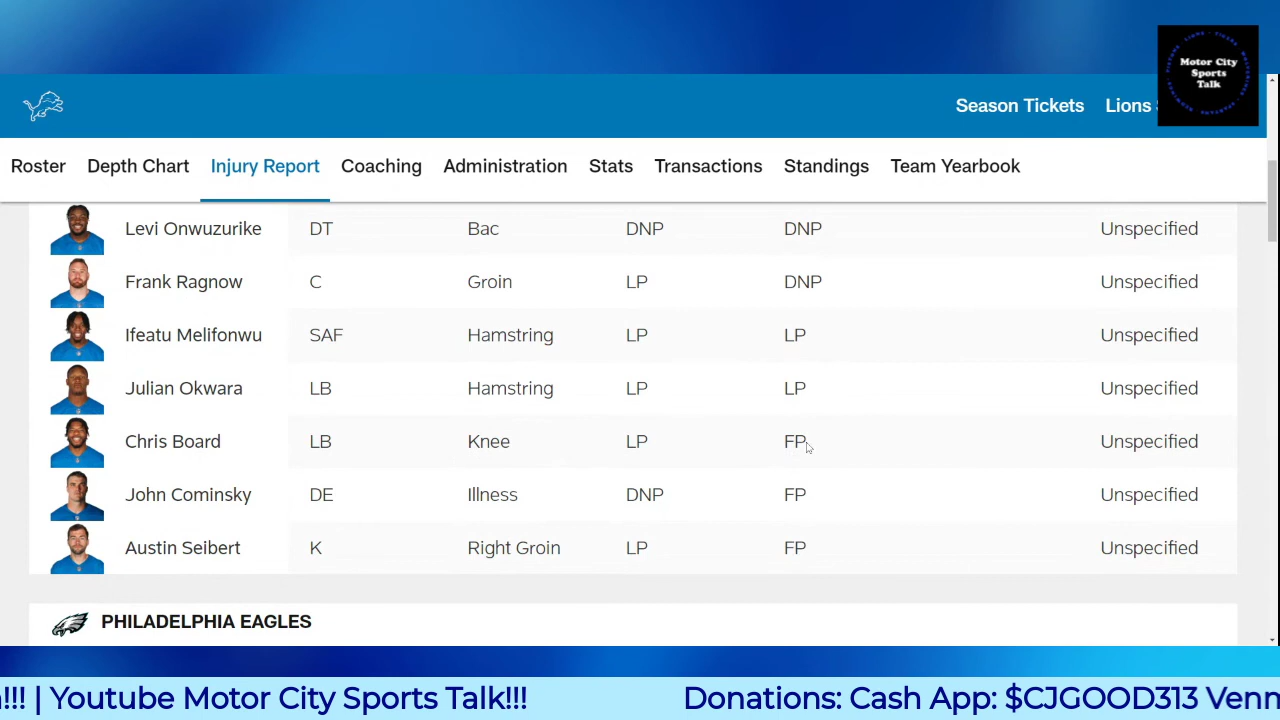 Motor City
Sports
Talk
Season Tickets Lions
Roster Depth Chart Injury Report Coaching Administration Stats Transactions Standings Team Yearbook
Levi Onwuzurike DT Bac DNP DNP Unspecified
Frank Ragnow C Groin LP DNP Unspecified
Ifeatu Melifonwu SAF Hamstring LP LP Unspecified
Julian Okwara LB Hamstring LP LP Unspecified
Chris Board LB Knee LP FP Unspecified
John Cominsky DE Illness DNP FP Unspecified
Austin Seibert K Right Groin LP FP Unspecified
PHILADELPHIA EAGLES
!!! | Youtube Motor City Sports Talk!!! Donations: Cash App: $CJGOOD313 Venn